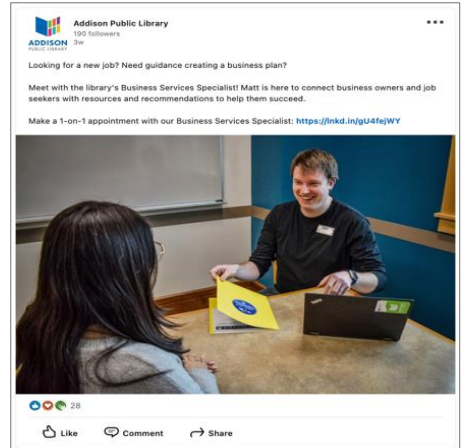 Addison Public Library
190 followers
3w
ADDISON
PUBLIC LIBRARY
Looking for a new job? Need guidance creating a business plan?
Meet with the library's Business Services Specialist! Matt is here to connect business owners and job
seekers with resources and recommendations to help them succeed.
Make a 1-on-1 appointment with our Business Services Specialist: https://lnkd.in/gU4fejWY
28
Like Comment Share